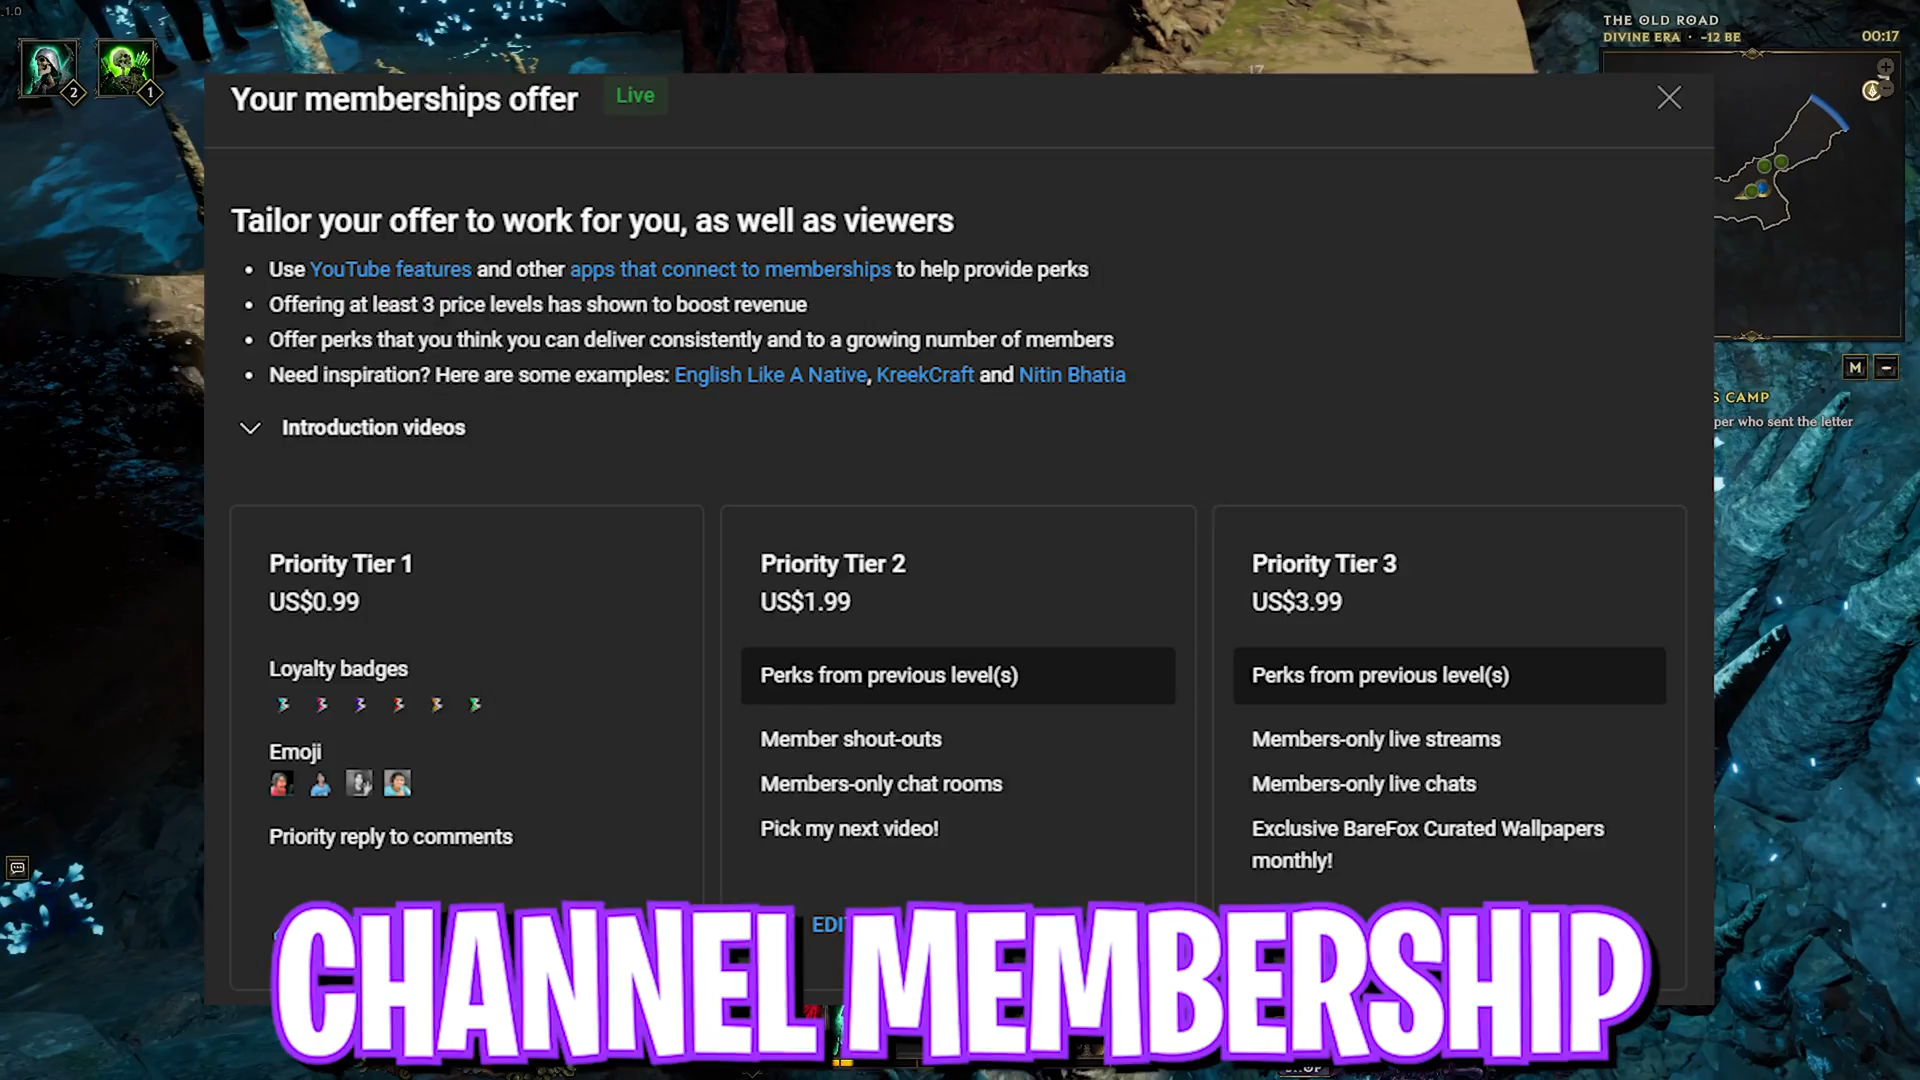 1.0
THE OLD ROAD
DIVINE ERA · -12 BE
00:17
2
1
17
Your memberships offer
Live
Tailor your offer to work for you, as well as viewers
Use YouTube features and other apps that connect to memberships to help provide perks
Offering at least 3 price levels has shown to boost revenue
Offer perks that you think you can deliver consistently and to a growing number of members
Need inspiration? Here are some examples: English Like A Native, KreekCraft and Nitin Bhatia
M
S CAMP
per who sent the letter
Introduction videos
Priority Tier 1
US$0.99
Loyalty badges
Emoji
Priority reply to comments
Priority Tier 2
US$1.99
Perks from previous level(s)
Member shout-outs
Members-only chat rooms
Pick my next video!
EDI
Priority Tier 3
US$3.99
Perks from previous level(s)
Members-only live streams
Members-only live chats
Exclusive BareFox Curated Wallpapers
monthly!
CHANNEL MEMBERSHIP